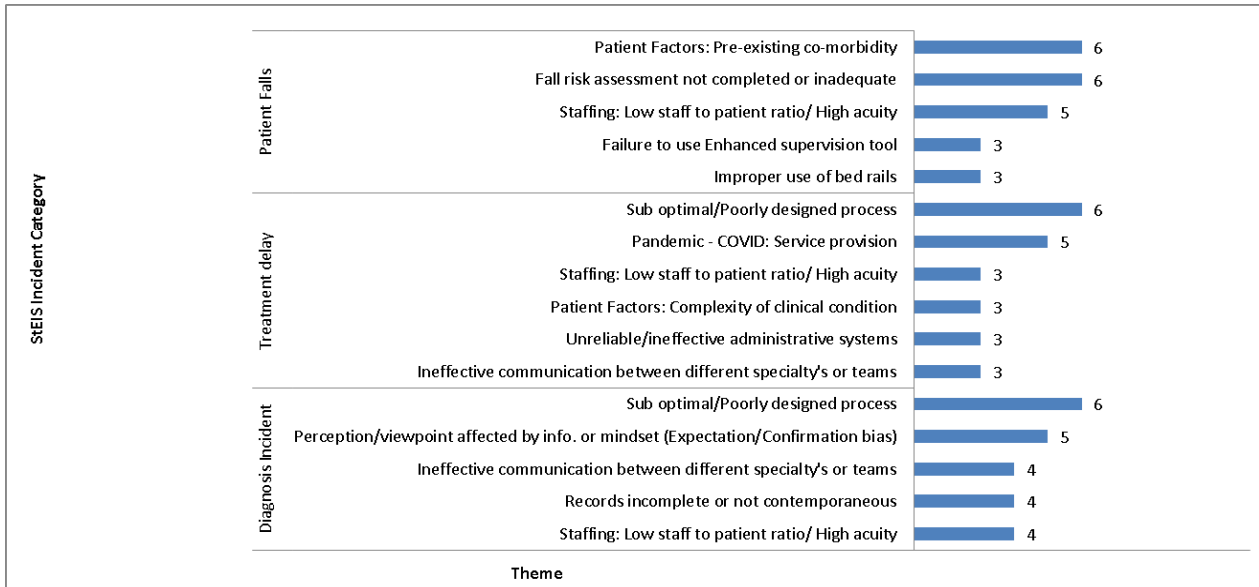 StEIS Incident Category
Patient Falls
Patient Factors: Pre-existing co-morbidity 6
Fall risk assessment not completed or inadequate 6
Staffing: Low staff to patient ratio/ High acuity 5
Failure to use Enhanced supervision tool 3
Improper use of bed rails 3
Treatment delay
Sub optimal/Poorly designed process 6
Pandemic - COVID: Service provision 5
Staffing: Low staff to patient ratio/ High acuity 3
Patient Factors: Complexity of clinical condition 3
Unreliable/ineffective administrative systems 3
Ineffective communication between different specialty's or teams 3
Diagnosis Incident
Sub optimal/Poorly designed process 6
Perception/viewpoint affected by info. or mindset (Expectation/Confirmation bias) 5
Ineffective communication between different specialty's or teams 4
Records incomplete or not contemporaneous 4
Staffing: Low staff to patient ratio/ High acuity 4
Theme